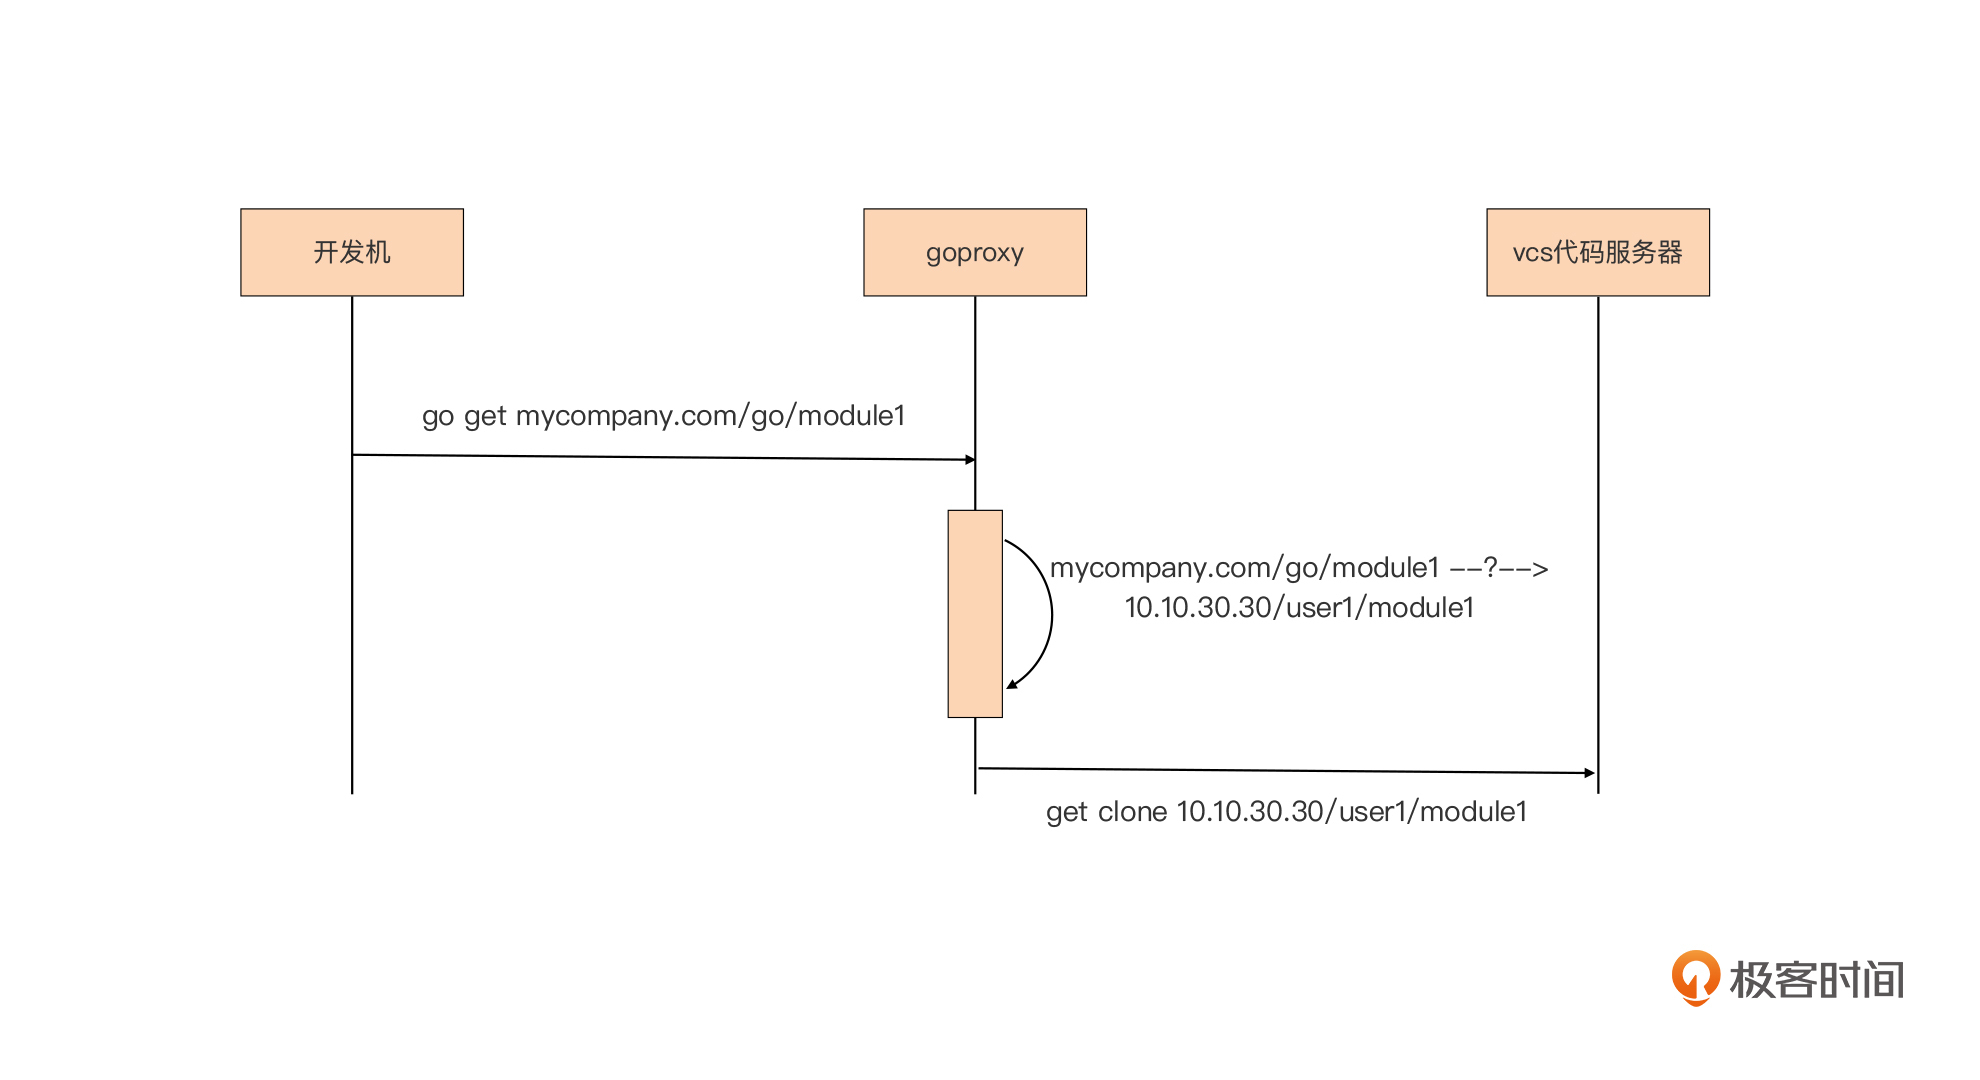 开发机
goproxy
vcs代码服务器
go get mycompany.com/go/module1
mycompany.com/go/module1 --?-->
10.10.30.30/user1/module1
get clone 10.10.30.30/user1/module1
极客时间